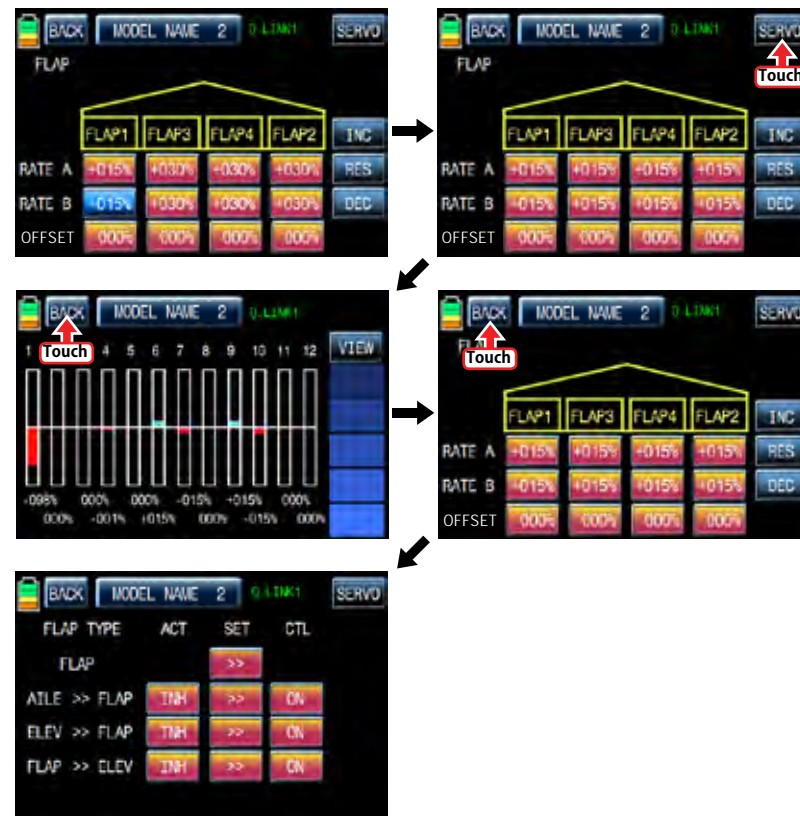 BACK MODEL NAME 2 Q.LINK1 SERVO
FLAP
FLAP1 FLAP3 FLAP4 FLAP2 INC
RATE A +015% +030% +030% +030% RES
RATE B -015% +030% +030% +030% DEC
OFFSET 000% 000% 000% 000%
BACK MODEL NAME 2 Q.LINK1 SERVO
FLAP Touch
FLAP1 FLAP3 FLAP4 FLAP2 INC
RATE A +015% +015% +015% +015% RES
RATE B -015% +015% +015% +015% DEC
OFFSET 000% 000% 000% 000%
BACK MODEL NAME 2 Q.LINK1
1 Touch 4 5 6 7 8 9 10 11 12 VIEW
-098% 000% 000% -015% +015% 000%
000% -001% +015% 000% -015% 000%
BACK MODEL NAME 2 Q.LINK1 SERVO
Touch
FLAP1 FLAP3 FLAP4 FLAP2 INC
RATE A +015% +015% +015% +015% RES
RATE B -015% +015% +015% +015% DEC
OFFSET 000% 000% 000% 000%
BACK MODEL NAME 2 Q.LINK1 SERVO
FLAP TYPE ACT SET CTL
FLAP >>
AILE >> FLAP INH >> ON
ELEV >> FLAP INH >> ON
FLAP >> ELEV INH >> ON